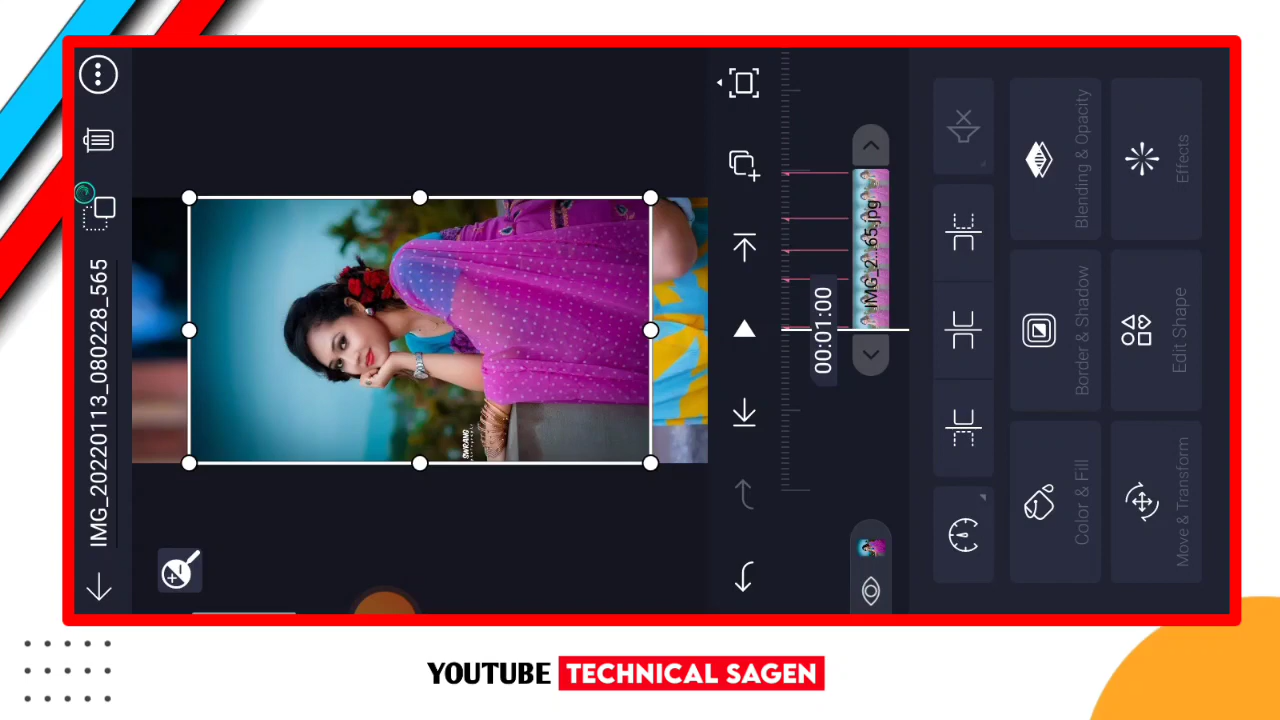 IMG_20220113_080228_565
SWRANG
00:01:00
IMG_2...65.jpg
Blending & Opacity
Border & Shadow
Color & Fill
Effects
Edit Shape
Move & Transform
YOUTUBE TECHNICAL SAGEN